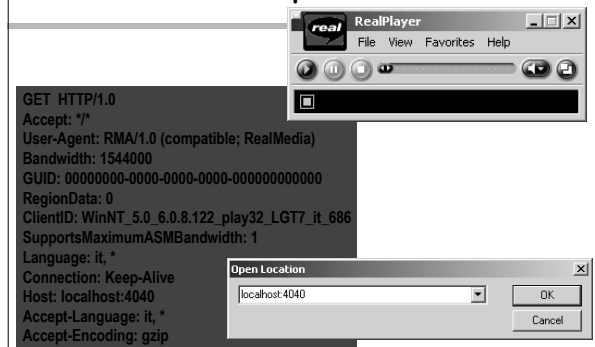 real RealPlayer
File View Favorites Help
GET HTTP/1.0
Accept: */*
User-Agent: RMA/1.0 (compatible; RealMedia)
Bandwidth: 1544000
GUID: 00000000-0000-0000-0000-000000000000
RegionData: 0
ClientID: WinNT_5.0_6.0.8.122_play32_LGT7_it_686
SupportsMaximumASMBandwidth: 1
Language: it, *
Connection: Keep-Alive
Host: localhost:4040
Accept-Language: it, *
Accept-Encoding: gzip
Open Location
localhost:4040
OK
Cancel